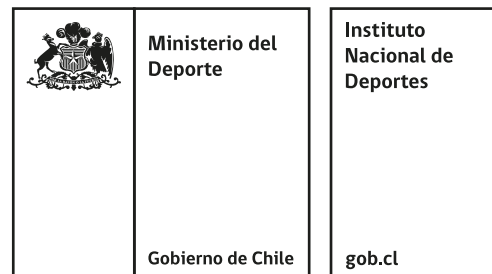 Ministerio del
Deporte
Gobierno de Chile
Instituto
Nacional de
Deportes
gob.cl